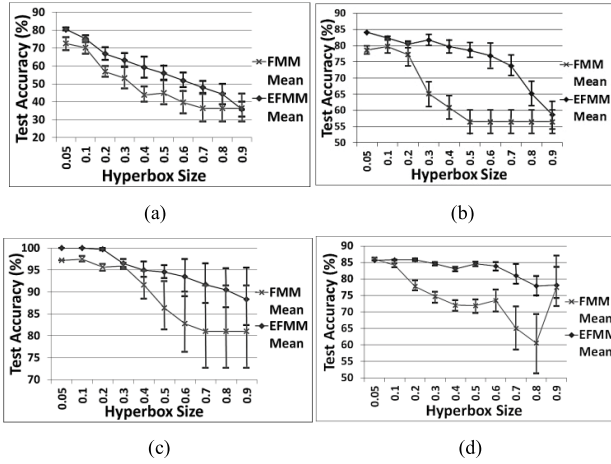 Test Accuracy (%)
90
80
70
60
50
40
30
20
0.05
0.1
0.2
0.3
0.4
0.5
0.6
0.7
0.8
0.9
Hyperbox Size
FMM
Mean
EFMM
Mean
(a)
Test Accuracy (%)
90
85
80
75
70
65
60
55
50
0.05
0.1
0.2
0.3
0.4
0.5
0.6
0.7
0.8
0.9
Hyperbox Size
FMM
Mean
EFMM
Mean
(b)
Test Accuracy (%)
100
95
90
85
80
75
70
0.05
0.1
0.2
0.3
0.4
0.5
0.6
0.7
0.8
0.9
Hyperbox Size
FMM
Mean
EFMM
Mean
(c)
Test Accuracy (%)
90
85
80
75
70
65
60
55
50
0.05
0.1
0.2
0.3
0.4
0.5
0.6
0.7
0.8
0.9
Hyperbox Size
FMM
Mean
EFMM
Mean
(d)